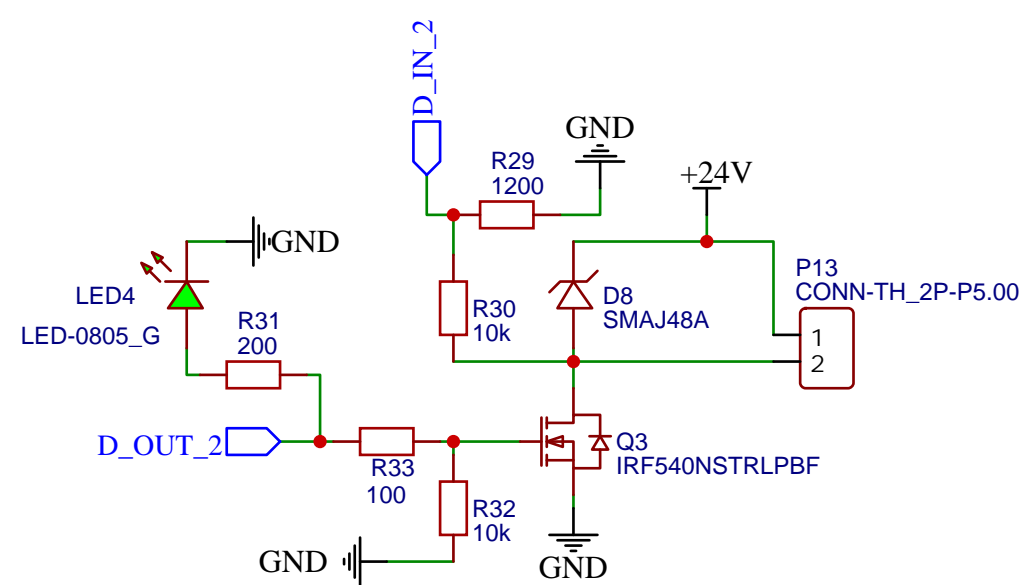 D_IN_2
GND
R29
1200
+24V
GND
P13
CONN-TH_2P-P5.00
LED4
LED-0805_G
R30
10k
D8
SMAJ48A
R31
200
1
2
D_OUT_2
R33
100
Q3
IRF540NSTRLPBF
R32
10k
GND
GND